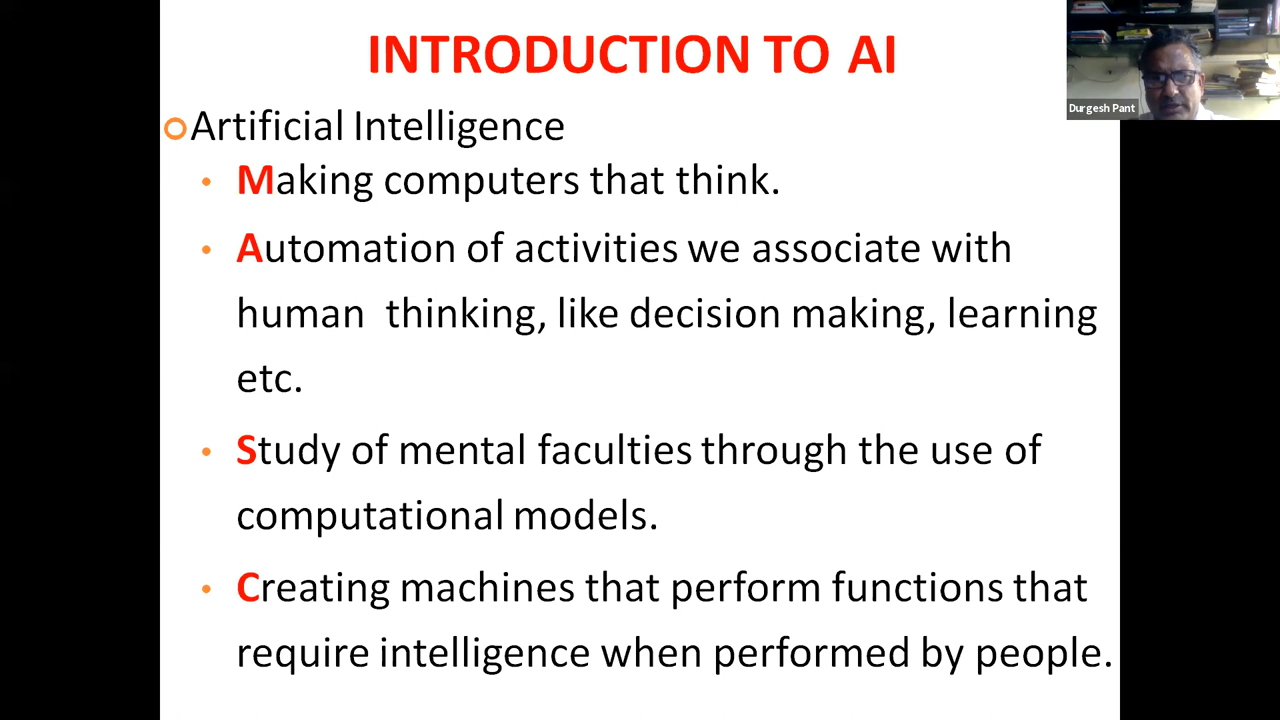 INTRODUCTION TO AI
Durgesh Pant
Artificial Intelligence
• Making computers that think.
• Automation of activities we associate with
human thinking, like decision making, learning
etc.
• Study of mental faculties through the use of
computational models.
• Creating machines that perform functions that
require intelligence when performed by people.